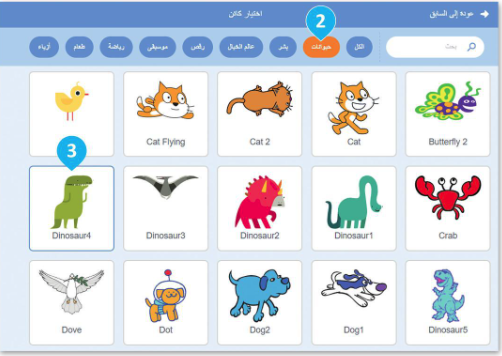 عودة إلى السابق
اختيار كائن
2
بحث
الكل
حيوانات
بشر
عالم الخيال
رقص
موسيقى
رياضة
طعام
أزياء
Butterfly 2
Cat
Cat 2
Cat Flying
3
Crab
Dinosaur1
Dinosaur2
Dinosaur3
Dinosaur4
Dinosaur5
Dog1
Dog2
Dot
Dove